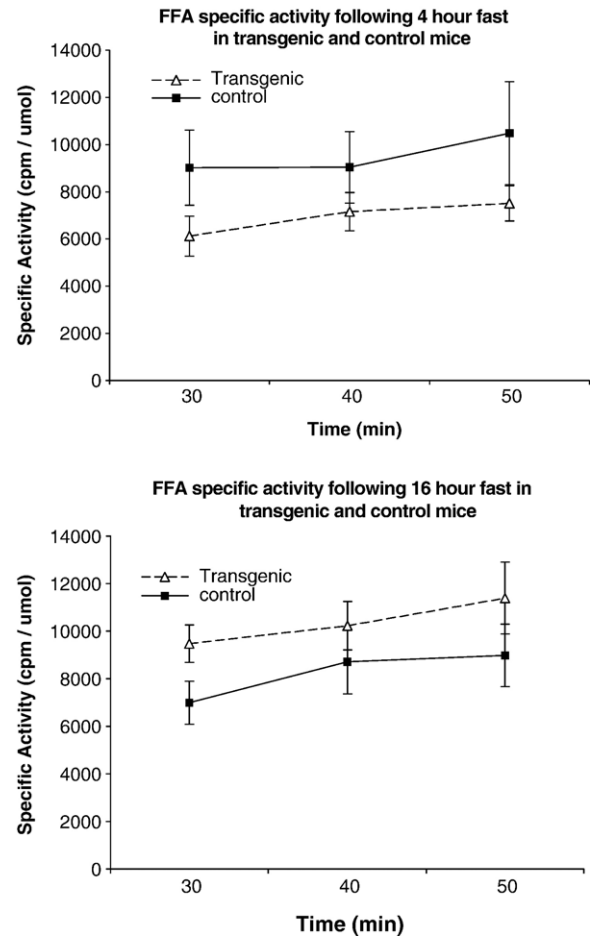 FFA specific activity following 4 hour fast
in transgenic and control mice
14000
12000
10000
8000
6000
4000
2000
0
Specific Activity (cpm / umol)
Transgenic
control
30 40 50
Time (min)
FFA specific activity following 16 hour fast in
transgenic and control mice
14000
12000
10000
8000
6000
4000
2000
0
Specific Activity (cpm / umol)
Transgenic
control
30 40 50
Time (min)